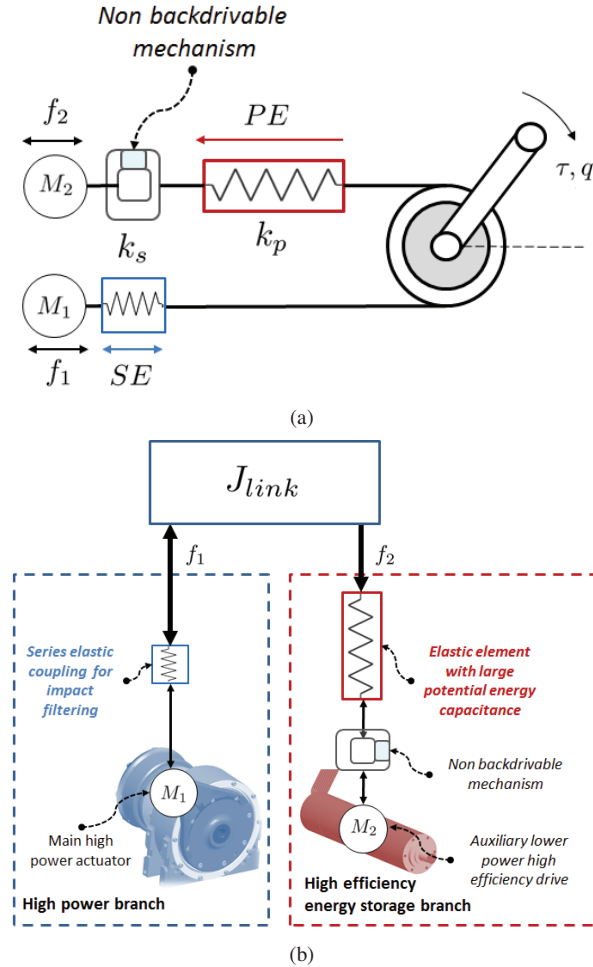 Non backdrivable
mechanism
f₂
PE
M₂
τ, q
kₛ
kₚ
M₁
f₁
SE
(a)
J_link
f₁
f₂
Series elastic
coupling for
impact
filtering
Elastic element
with large
potential energy
capacitance
Non backdrivable
mechanism
M₁
M₂
Main high
power actuator
Auxiliary lower
power high
efficiency drive
High power branch
High efficiency
energy storage branch
(b)